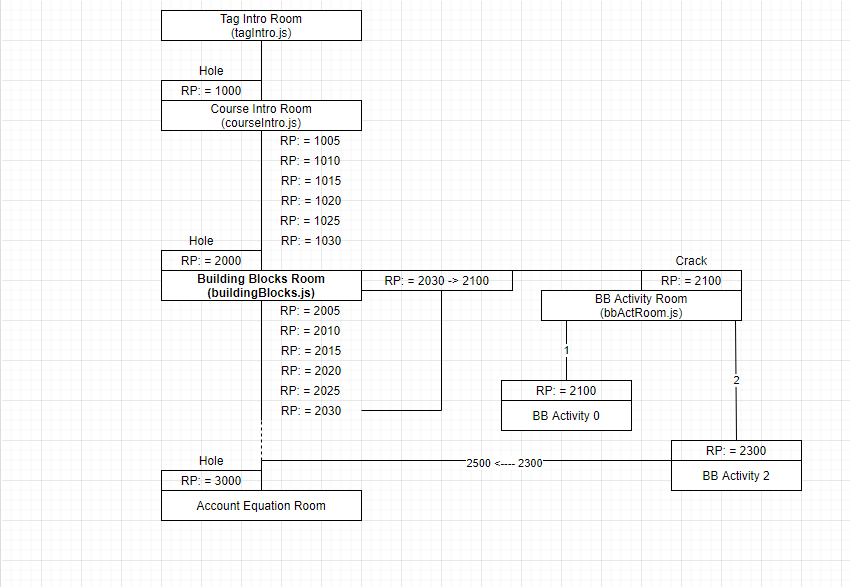 Tag Intro Room
(tagIntro.js)
Hole
RP: = 1000
Course Intro Room
(courseIntro.js)
RP: = 1005
RP: = 1010
RP: = 1015
RP: = 1020
RP: = 1025
Hole
RP: = 1030
RP: = 2000
Crack
Building Blocks Room
(buildingBlocks.js)
RP: = 2030 -> 2100
RP: = 2100
BB Activity Room
(bbActRoom.js)
RP: = 2005
RP: = 2010
RP: = 2015
RP: = 2020
RP: = 2025
RP: = 2030
1
2
RP: = 2100
BB Activity 0
RP: = 2300
BB Activity 2
2500 <---- 2300
Hole
RP: = 3000
Account Equation Room